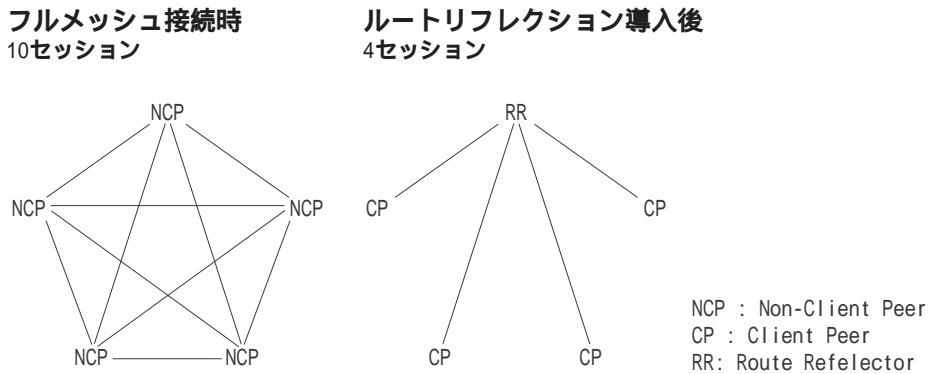 フルメッシュ接続時
10セッション
ルートリフレクション導入後
4セッション
NCP
NCP
NCP
NCP
NCP
RR
CP
CP
CP
CP
NCP : Non-Client Peer
CP : Client Peer
RR: Route Refelector